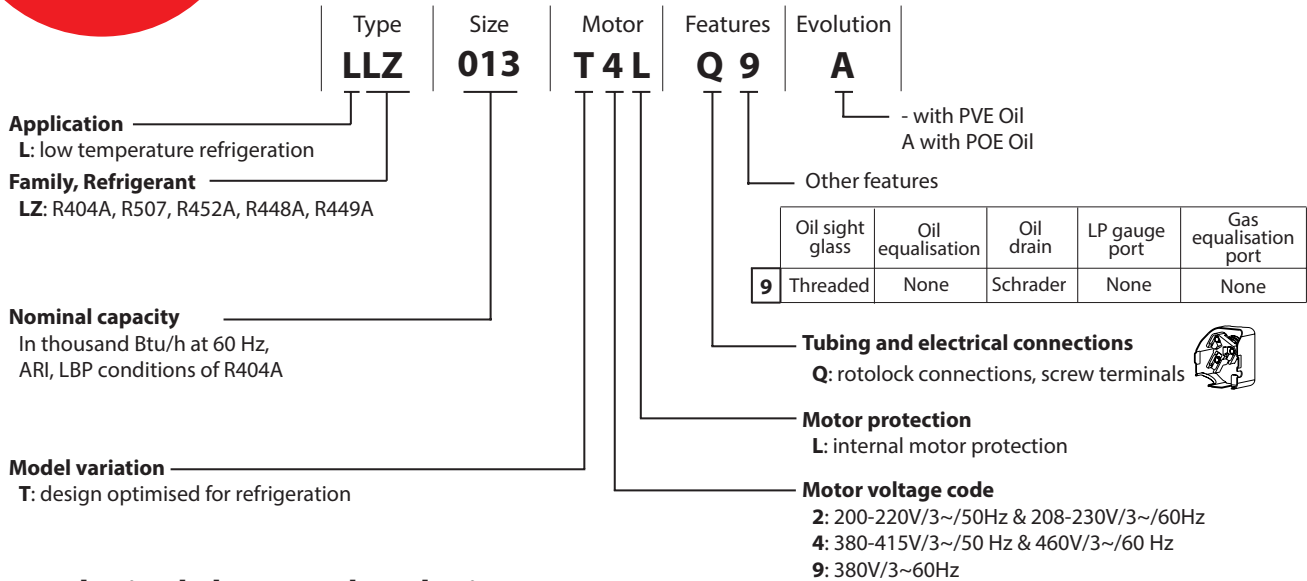 Type Size Motor Features Evolution
LLZ 013 T 4 L Q 9 A
Application
L: low temperature refrigeration
Family, Refrigerant
LZ: R404A, R507, R452A, R448A, R449A
Nominal capacity
In thousand Btu/h at 60 Hz,
ARI, LBP conditions of R404A
Model variation
T: design optimised for refrigeration
- with PVE Oil
A with POE Oil
Other features
Oil sight glass Oil equalisation Oil drain LP gauge port Gas equalisation port
9 Threaded None Schrader None None
Tubing and electrical connections
Q: rotolock connections, screw terminals
Motor protection
L: internal motor protection
Motor voltage code
2: 200-220V/3~/50Hz & 208-230V/3~/60Hz
4: 380-415V/3~/50 Hz & 460V/3~/60 Hz
9: 380V/3~60Hz